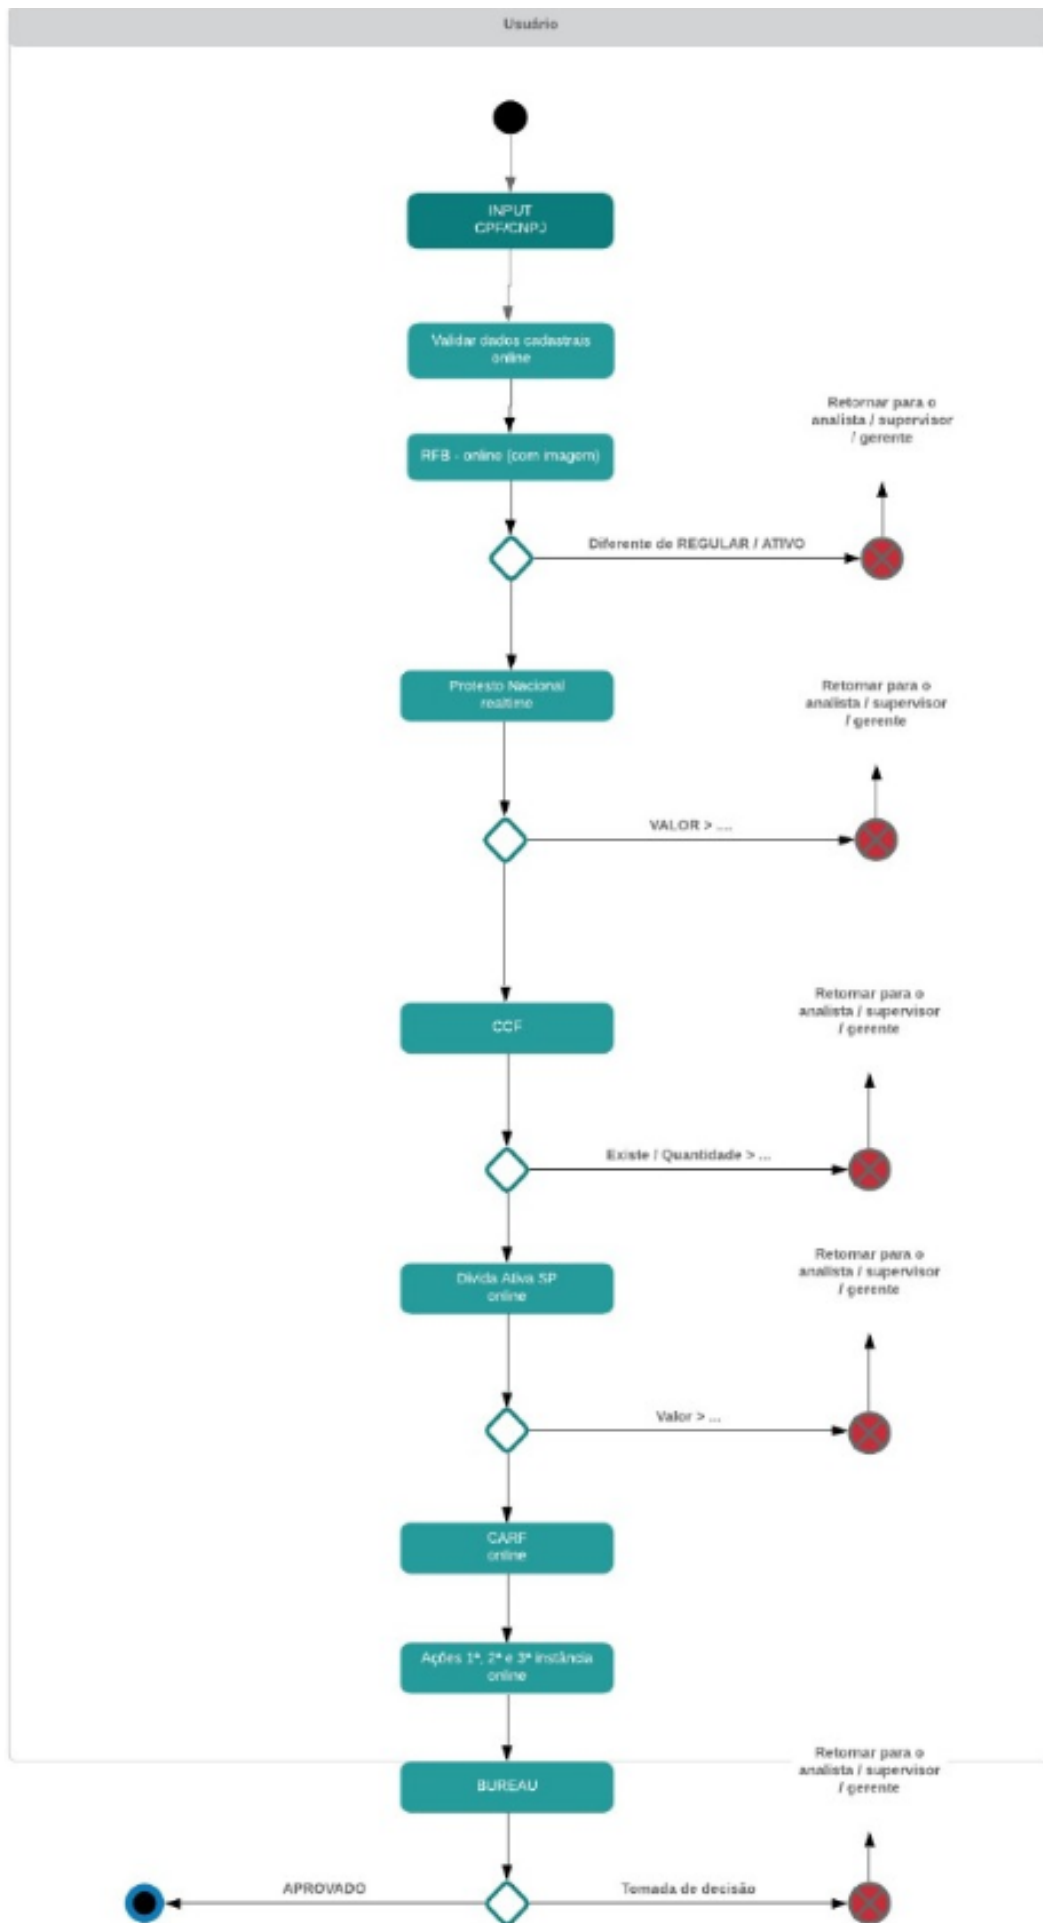 Usuário
INPUT
CPF/CNPJ
Validar dados cadastrais
online
Retornar para o
analista / supervisor
/ gerente
RFB - online (com imagem)
Diferente de REGULAR / ATIVO
Protesto Nacional
realtime
Retornar para o
analista / supervisor
/ gerente
VALOR > ....
Retornar para o
analista / supervisor
/ gerente
CCF
Existe / Quantidade > ...
Retornar para o
analista / supervisor
/ gerente
Divida Ativa SP
online
Valor > ...
CARF
online
Ações 1ª, 2ª e 3ª instância
online
Retornar para o
analista / supervisor
/ gerente
BUREAU
APROVADO
Tomada de decisão